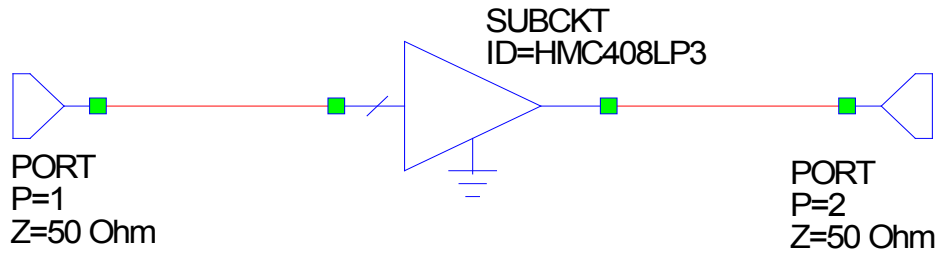 SUBCKT
ID=HMC408LP3
PORT
P=1
Z=50 Ohm
PORT
P=2
Z=50 Ohm